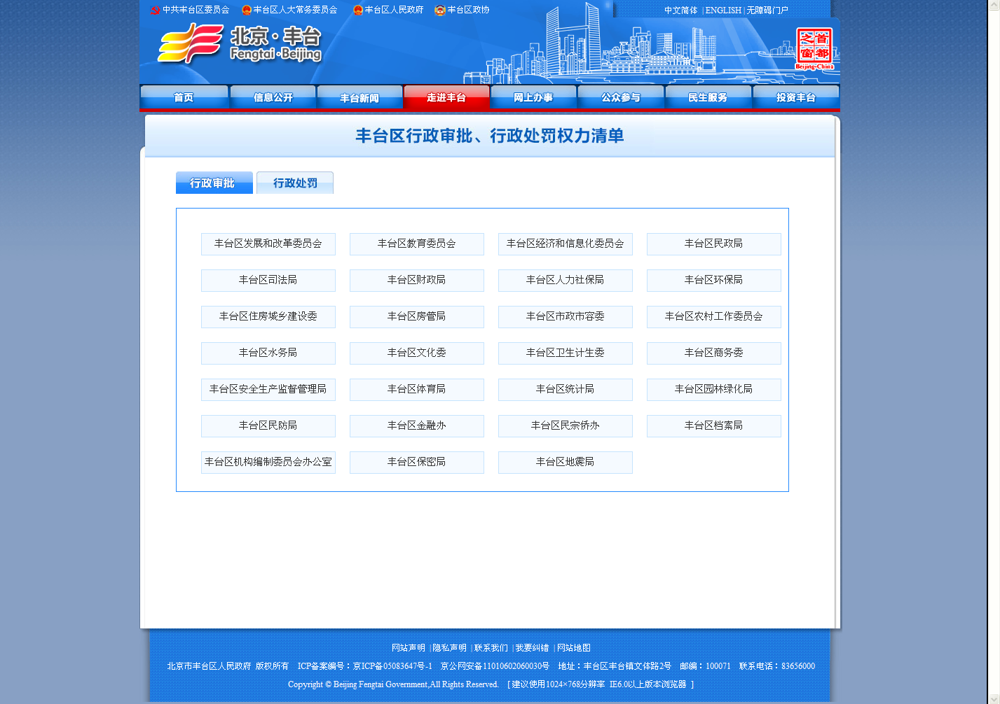 中共丰台区委员会 丰台区人大常务委员会 丰台区人民政府 丰台区政协 中文简体 | ENGLISH | 无障碍门户
北京·丰台
Fengtai·Beijing
首都之窗
Beijing-China
首页 信息公开 丰台新闻 走进丰台 网上办事 公众参与 民生服务 投资丰台
丰台区行政审批、行政处罚权力清单
行政审批 行政处罚
丰台区发展和改革委员会 丰台区教育委员会 丰台区经济和信息化委员会 丰台区民政局
丰台区司法局 丰台区财政局 丰台区人力社保局 丰台区环保局
丰台区住房城乡建设委 丰台区房管局 丰台区市政市容委 丰台区农村工作委员会
丰台区水务局 丰台区文化委 丰台区卫生计生委 丰台区商务委
丰台区安全生产监督管理局 丰台区体育局 丰台区统计局 丰台区园林绿化局
丰台区民防局 丰台区金融办 丰台区民宗侨办 丰台区档案局
丰台区机构编制委员会办公室 丰台区保密局 丰台区地震局
网站声明 | 隐私声明 | 联系我们 | 我要纠错 | 网站地图
北京市丰台区人民政府 版权所有 ICP备案编号：京ICP备05083647号-1 京公网安备11010602060030号 地址：丰台区丰台镇文体路2号 邮编：100071 联系电话：83656000
Copyright © Beijing Fengtai Government,All Rights Reserved. [ 建议使用1024×768分辨率 IE6.0以上版本浏览器 ]